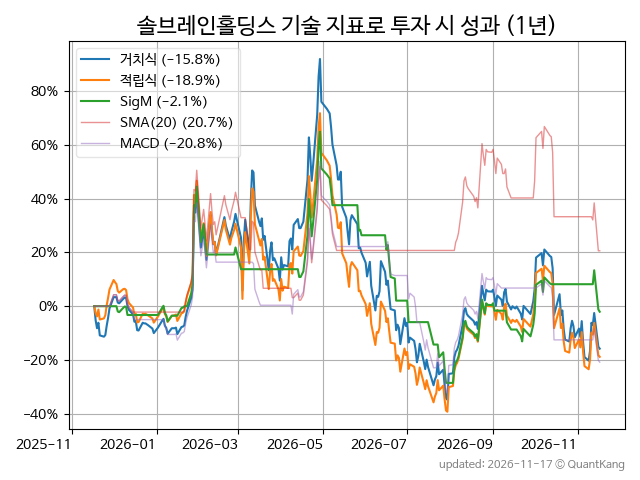 솔브레인홀딩스 기술 지표로 투자 시 성과 (1년)
거치식 (-15.8%)
적립식 (-18.9%)
SigM (-2.1%)
SMA(20) (20.7%)
MACD (-20.8%)
80%
60%
40%
20%
0%
-20%
-40%
2025-11 2026-01 2026-03 2026-05 2026-07 2026-09 2026-11
updated: 2026-11-17 ⓒ QuantKang